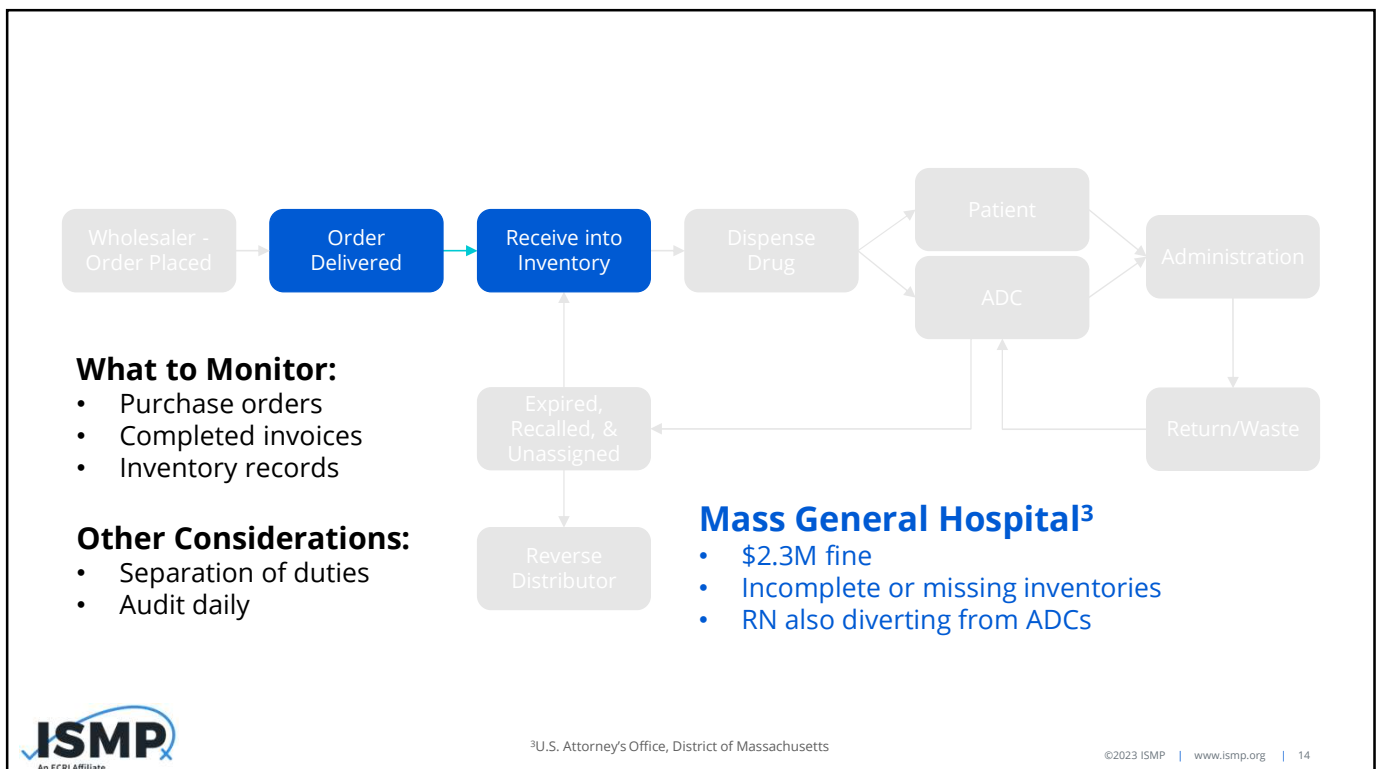 Wholesaler -
Order Placed
Order
Delivered
Receive into
Inventory
Dispense
Drug
Patient
ADC
Administration
Expired,
Recalled, &
Unassigned
Return/Waste
Reverse
Distributor
What to Monitor:
• Purchase orders
• Completed invoices
• Inventory records
Other Considerations:
• Separation of duties
• Audit daily
Mass General Hospital³
• $2.3M fine
• Incomplete or missing inventories
• RN also diverting from ADCs
ISMP
An ECRI Affiliate
³U.S. Attorney's Office, District of Massachusetts
©2023 ISMP | www.ismp.org | 14